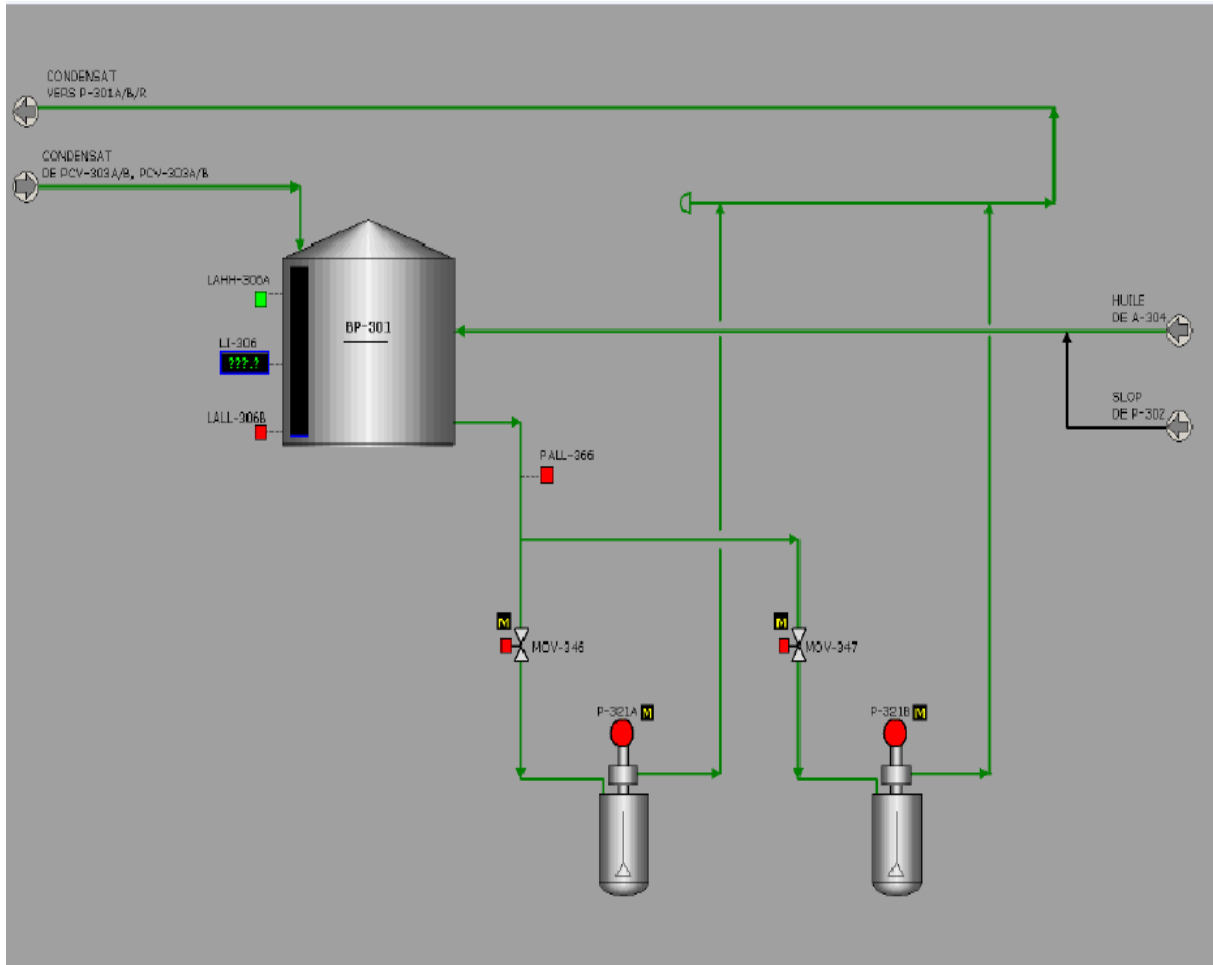 CONDENSAT
VERS P-301A/B/R
CONDENSAT
DE PCV-303A/B, PCV-303A/B
LAHH-306A
BP-301
HUILE
DE A-304
LI-306
???.?
SLOP
DE P-302
LALL-306B
PALL-366
M
M
MOV-346
MOV-347
P-321A M
P-321B M